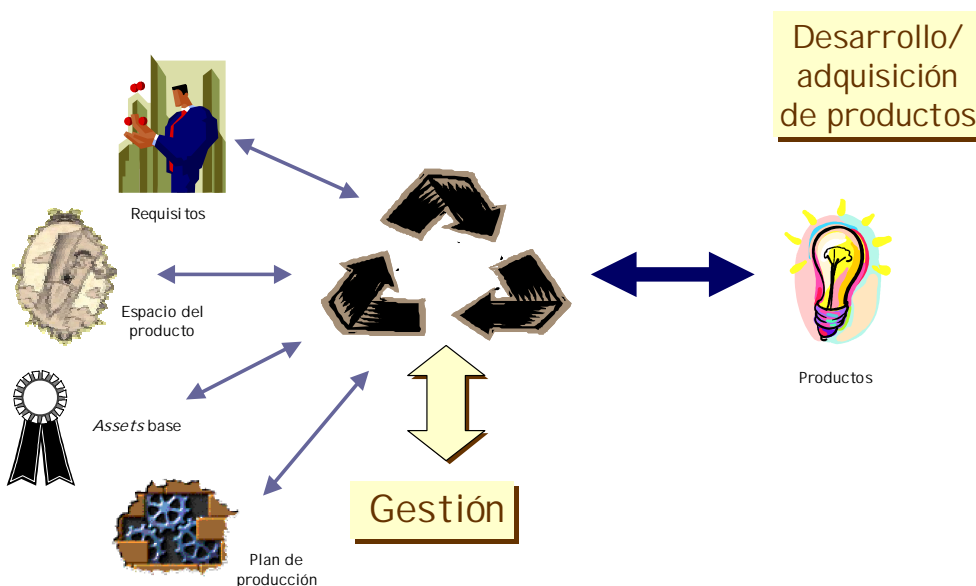 Desarrollo/
adquisición
de productos
Requisitos
Espacio del
producto
Productos
Assets base
Gestión
Plan de
producción